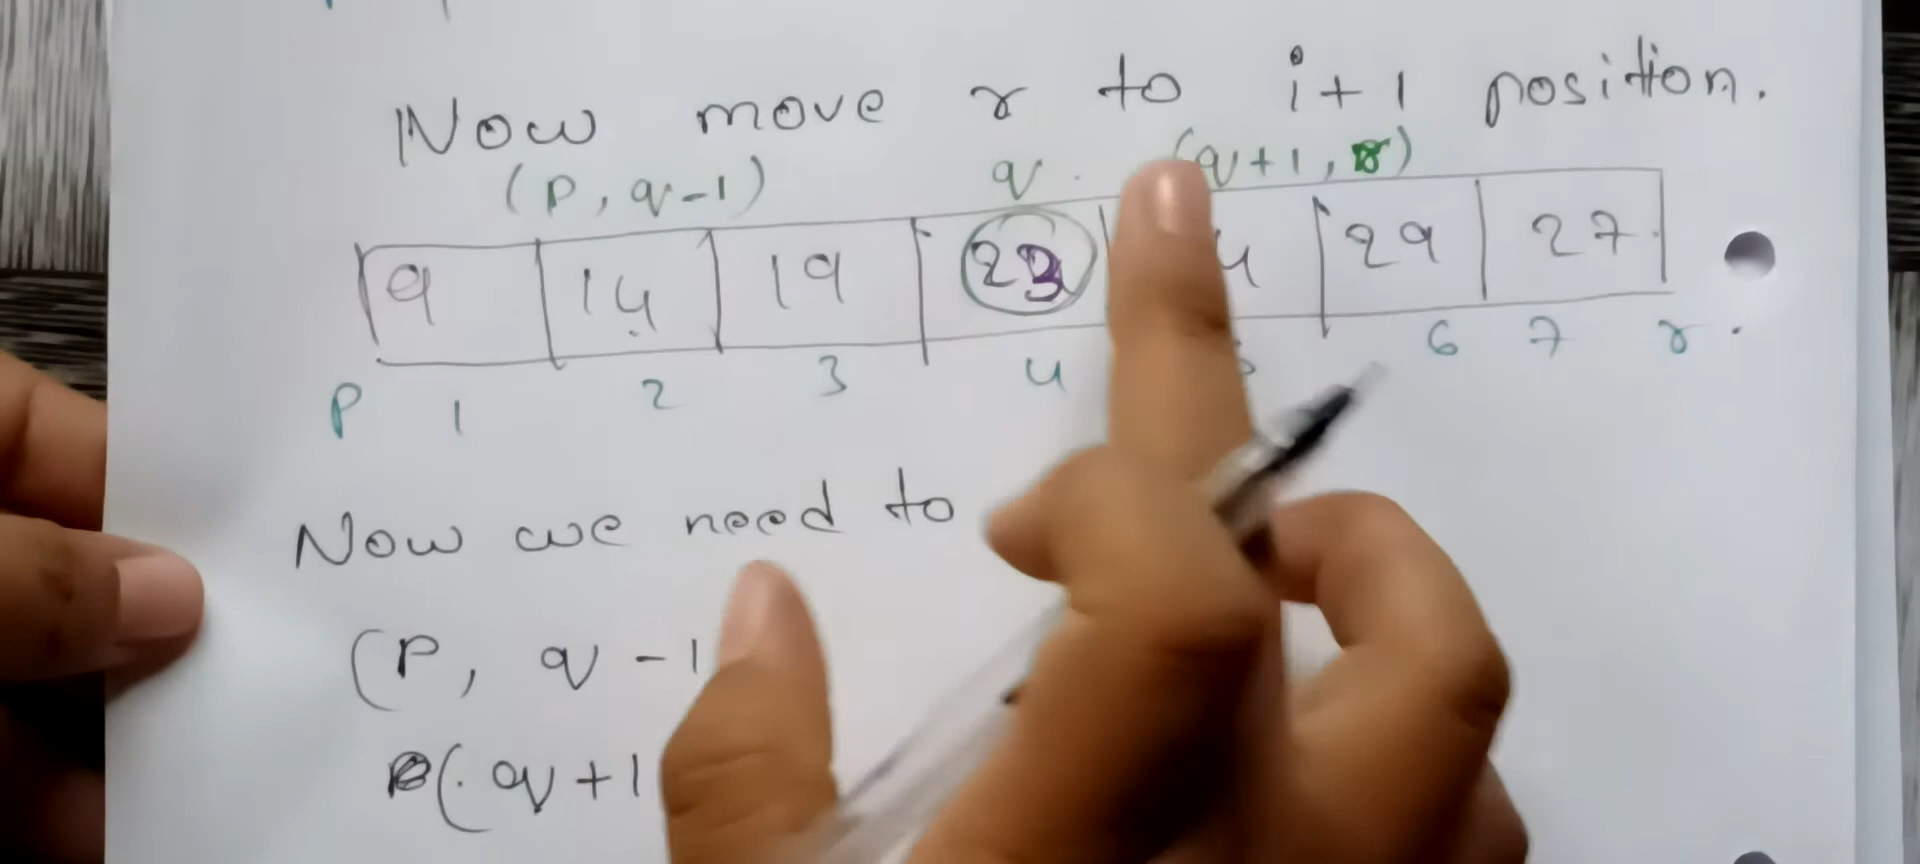 Now move r to i+1 position.
(P, q-1) q. (q+1, r)
9 14 19 23 29 27
P 1 2 3 4 6 7 r.
Now we need to
(P, q-1
(. q+1